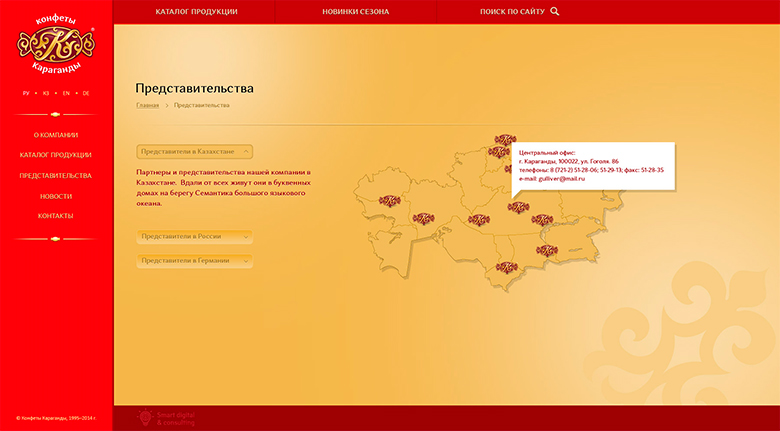 конфеты
К
Караганды
КАТАЛОГ ПРОДУКЦИИ
НОВИНКИ СЕЗОНА
ПОИСК ПО САЙТУ
РУ • КЗ • EN • DE
О КОМПАНИИ
КАТАЛОГ ПРОДУКЦИИ
ПРЕДСТАВИТЕЛЬСТВА
НОВОСТИ
КОНТАКТЫ
Представительства
Главная > Представительства
Представители в Казахстане
Партнеры и представительства нашей компании в
Казахстане. Вдали от всех живут они в буквенных
домах на берегу Семантика большого языкового
океана.
Представители в России
Представители в Германии
Центральный офис:
г. Караганды, 100022, ул. Гоголя. 86
телефоны: 8 (721-2) 51-28-06; 51-29-13; факс: 51-28-35
e-mail: gulliver@mail.ru
© Конфеты Караганды, 1995-2014 г.
Smart digital
& consulting